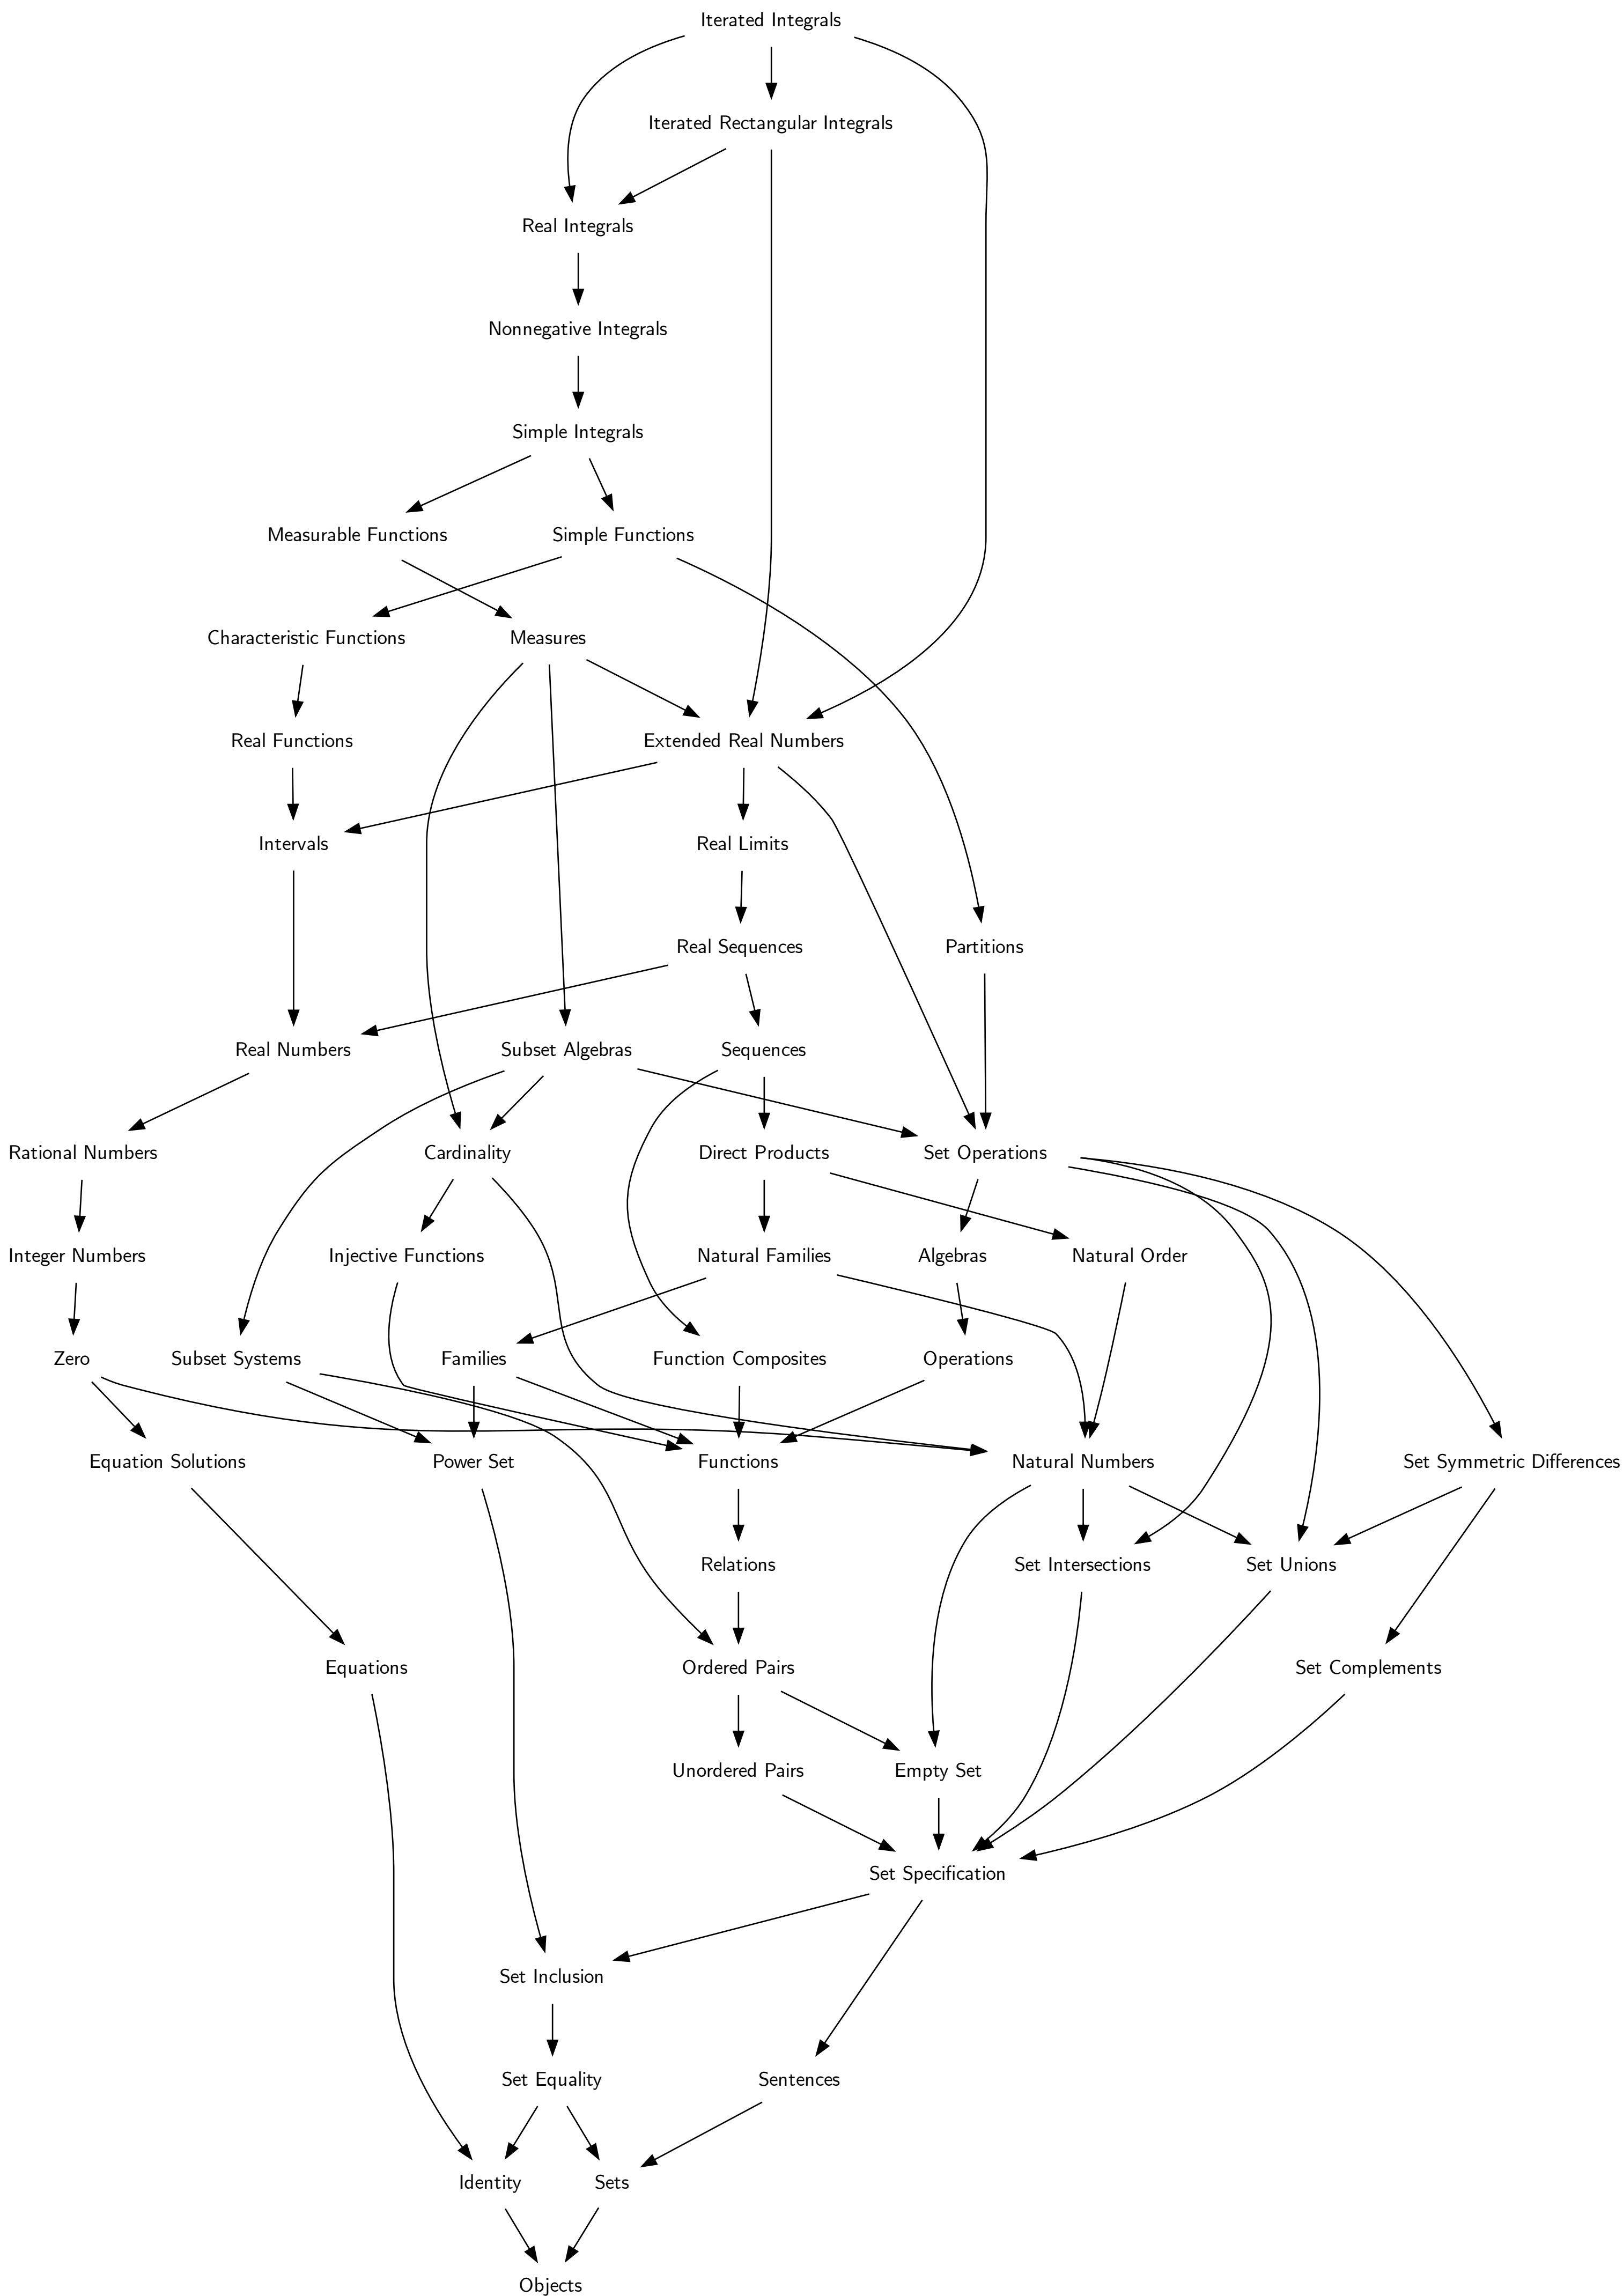 Iterated Integrals
Iterated Rectangular Integrals
Real Integrals
Nonnegative Integrals
Simple Integrals
Measurable Functions
Simple Functions
Characteristic Functions
Measures
Real Functions
Extended Real Numbers
Intervals
Real Limits
Real Sequences
Partitions
Real Numbers
Subset Algebras
Sequences
Rational Numbers
Cardinality
Direct Products
Set Operations
Integer Numbers
Injective Functions
Natural Families
Algebras
Natural Order
Zero
Subset Systems
Families
Function Composites
Operations
Equation Solutions
Power Set
Functions
Natural Numbers
Set Symmetric Differences
Relations
Set Intersections
Set Unions
Equations
Ordered Pairs
Set Complements
Unordered Pairs
Empty Set
Set Specification
Set Inclusion
Set Equality
Sentences
Identity
Sets
Objects